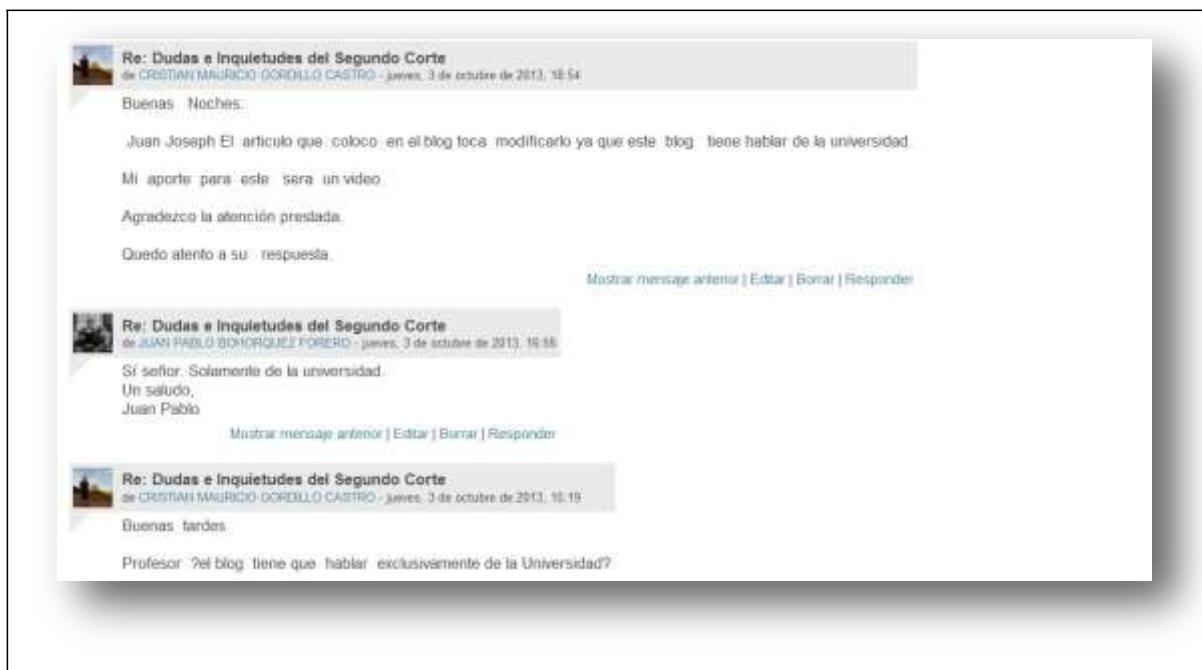 Re: Dudas e Inquietudes del Segundo Corte
de CRISTIAN MAURICIO GORDILLO CASTRO - jueves, 3 de octubre de 2013, 18:54
Buenas Noches:
Juan Joseph El articulo que coloco en el blog toca modificarlo ya que este blog tiene hablar de la universidad.
Mi aporte para este sera un video.
Agradezco la atención prestada.
Quedo atento a su respuesta.
Mostrar mensaje anterior | Editar | Borrar | Responder
Re: Dudas e Inquietudes del Segundo Corte
de JUAN PABLO BOHORQUEZ FORERO - jueves, 3 de octubre de 2013,
Sí señor. Solamente de la universidad.
Un saludo,
Juan Pablo
Mostrar mensaje anterior | Editar | Borrar | Responder
Re: Dudas e Inquietudes del Segundo Corte
de CRISTIAN MAURICIO GORDILLO CASTRO - jueves, 3 de octubre de 2013,
Buenas tardes
Profesor ?el blog tiene que hablar exclusivamente de la Universidad?